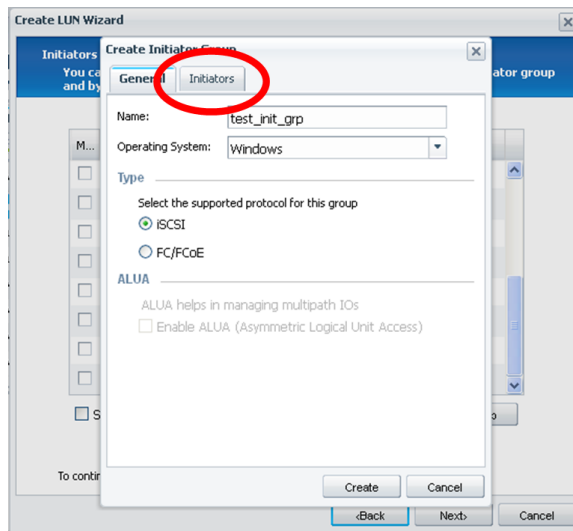 Create LUN Wizard
Initiators
You ca
and by
ator group
Create Initiator Group
General
Initiators
Name:
test_init_grp
Operating System:
Windows
Type
Select the supported protocol for this group
iSCSI
FC/FCoE
ALUA
ALUA helps in managing multipath IOs
Enable ALUA (Asymmetric Logical Unit Access)
Create
Cancel
M...
S
p
To contir
<Back
Next>
Cancel